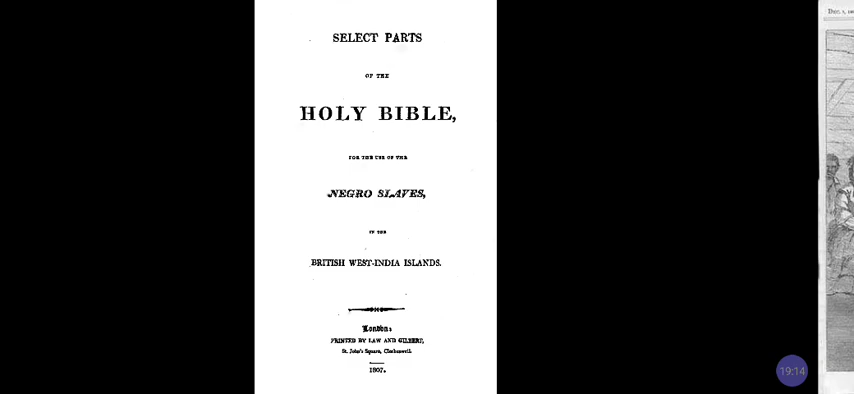 SELECT PARTS
OF THE
HOLY BIBLE,
FOR THE USE OF THE
NEGRO SLAVES,
IN THE
BRITISH WEST-INDIA ISLANDS.
London:
PRINTED BY LAW AND GILBERT,
St. John's Square, Clerkenwell.
1807.
19:14